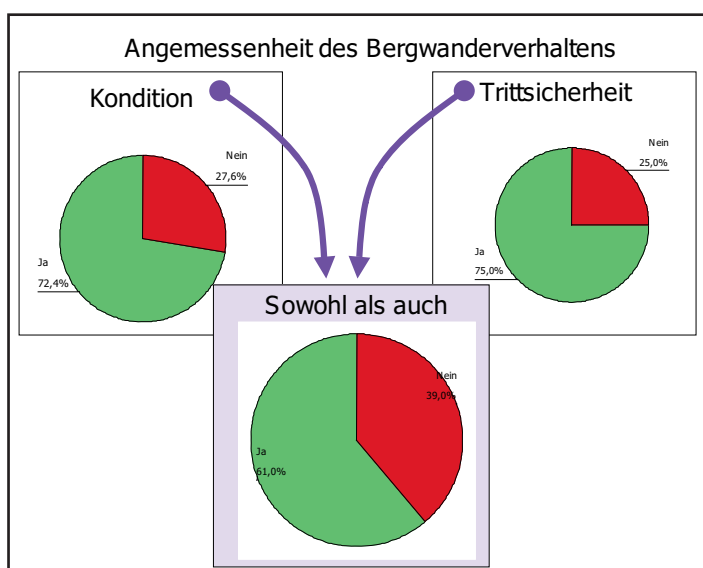 Angemessenheit des Bergwanderverhaltens
Kondition
Nein
27,6%
Ja
72,4%
Trittsicherheit
Nein
25,0%
Ja
75,0%
Sowohl als auch
Nein
39,0%
Ja
61,0%